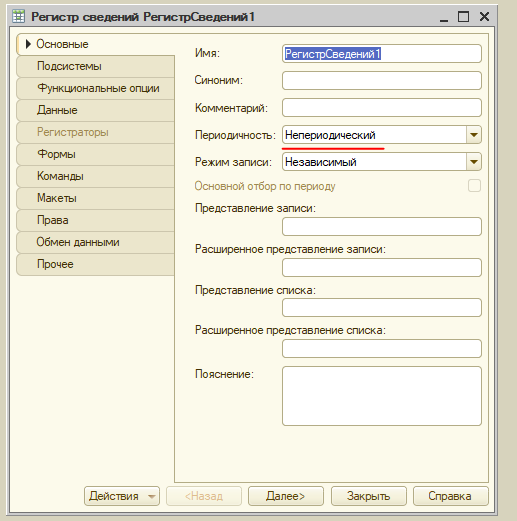 Регистр сведений РегистрСведений1
Основные
Подсистемы
Функциональные опции
Данные
Регистраторы
Формы
Команды
Макеты
Права
Обмен данными
Прочее
Имя: РегистрСведений1
Синоним:
Комментарий:
Периодичность: Непериодический
Режим записи: Независимый
Основной отбор по периоду
Представление записи:
Расширенное представление записи:
Представление списка:
Расширенное представление списка:
Пояснение:
Действия <Назад Далее> Закрыть Справка